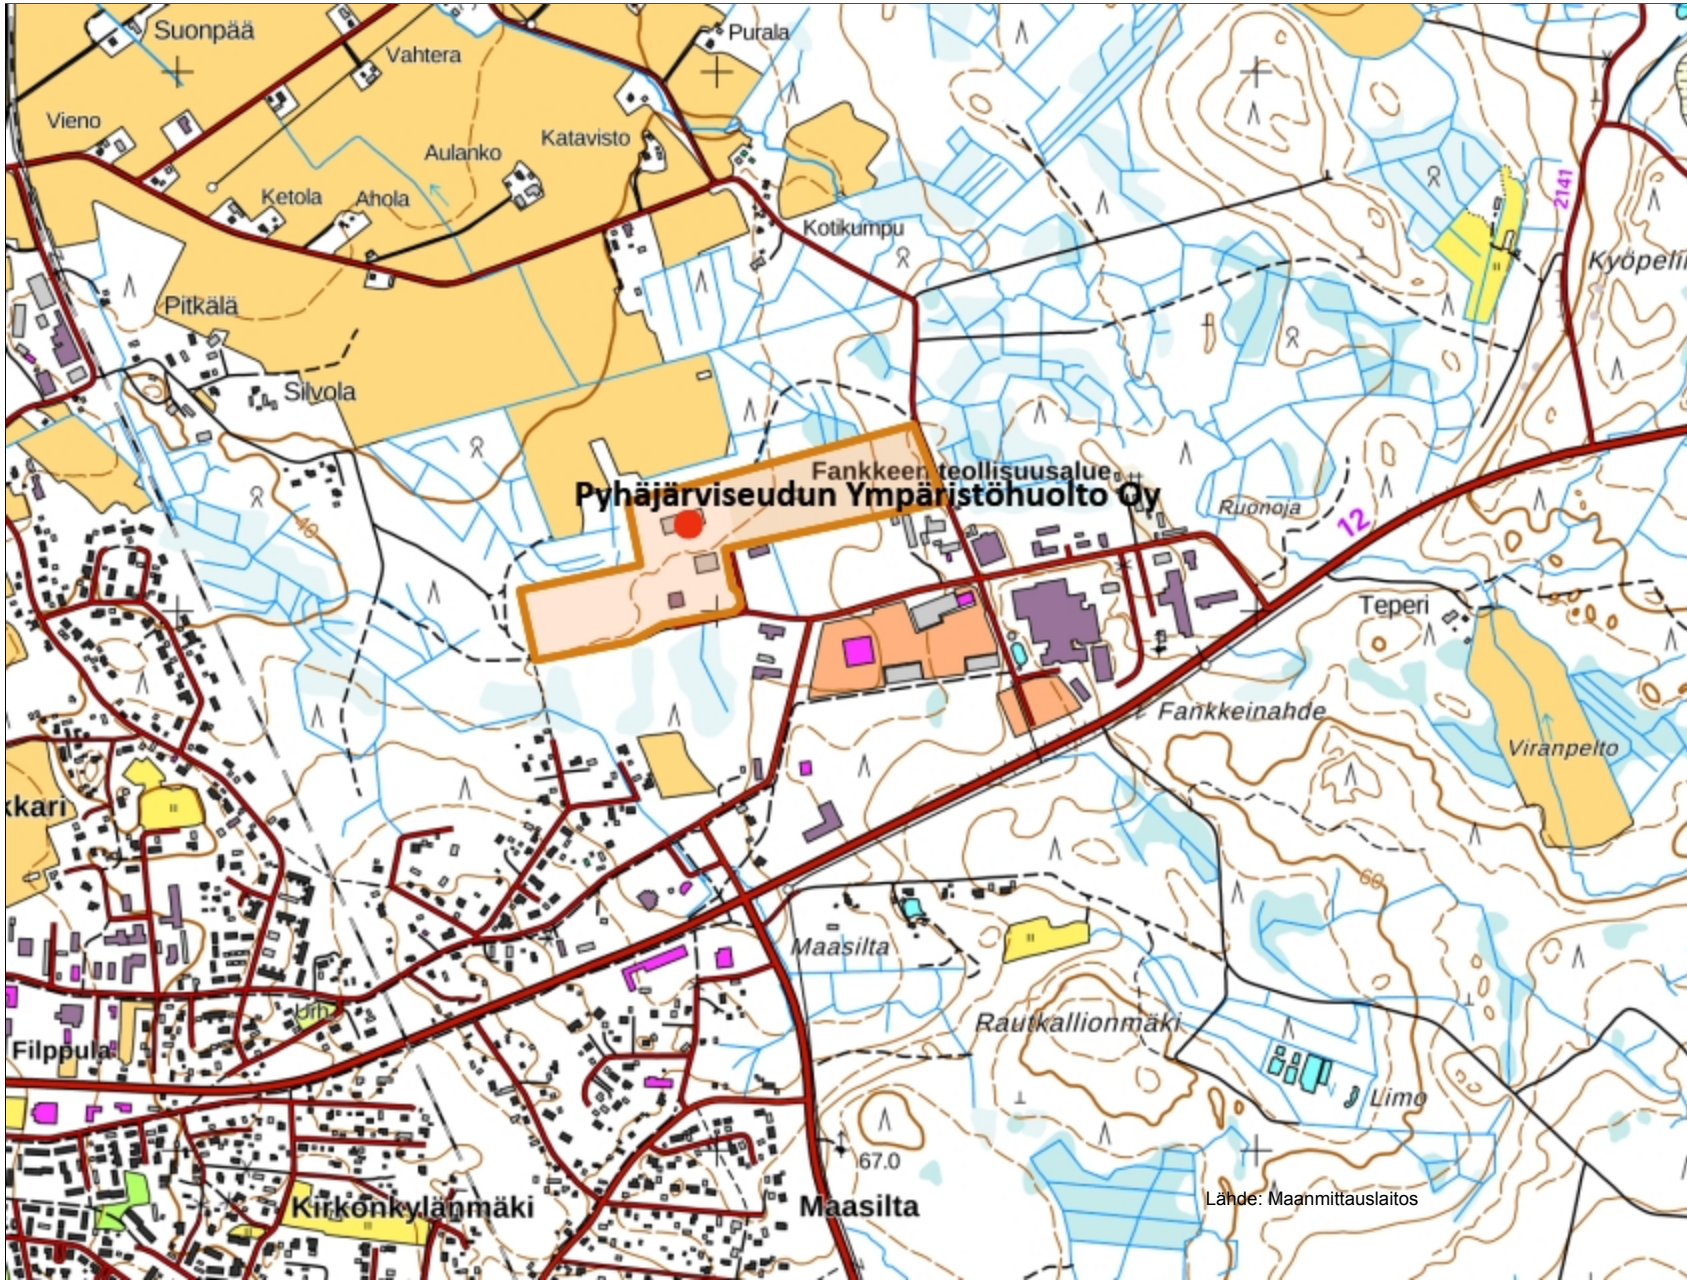 Suonpää
Purala
Vahtera
Vieno
Katavisto
Aulanko
2141
Ketola
Ahola
Kotikumpu
Pitkälä
Silvola
Fankkeen teollisuusalue
Pyhäjärviseudun Ympäristöhuolto Oy
Ruonoja
12
40
Teperi
Fankkeinahde
Viranpelto
kkari
60
Maasilta
Urh.
Rautkallionmäki
Filppula
Limo
67.0
Lähde: Maanmittauslaitos
Kirkonkylänmäki
Maasilta